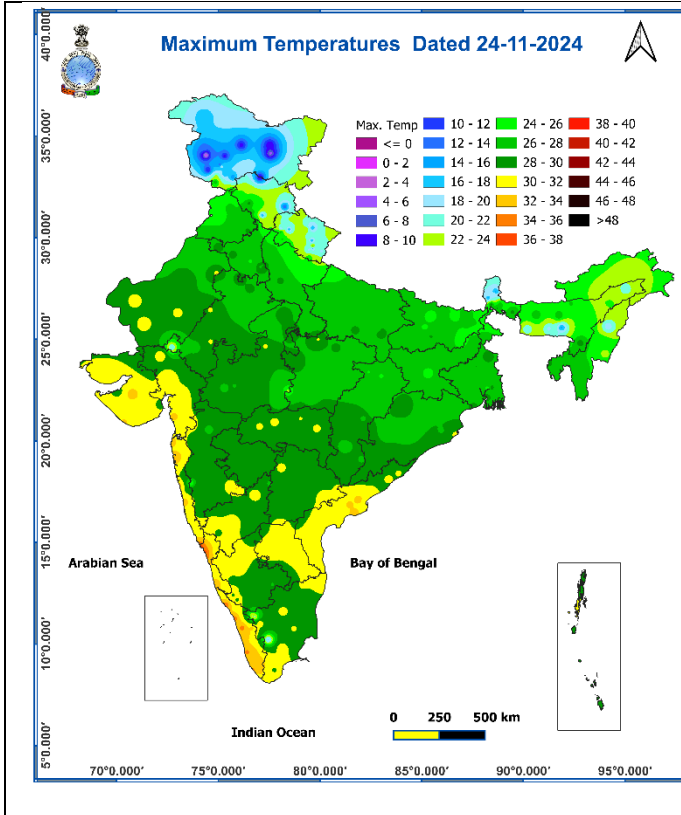 Maximum Temperatures Dated 24-11-2024
Max. Temp
<= 0
0 - 2
2 - 4
4 - 6
6 - 8
8 - 10
10 - 12
12 - 14
14 - 16
16 - 18
18 - 20
20 - 22
22 - 24
24 - 26
26 - 28
28 - 30
30 - 32
32 - 34
34 - 36
36 - 38
38 - 40
40 - 42
42 - 44
44 - 46
46 - 48
>48
40°0.000'
35°0.000'
30°0.000'
25°0.000'
20°0.000'
15°0.000'
10°0.000'
5°0.000'
Arabian Sea
Bay of Bengal
Indian Ocean
0 250 500 km
70°0.000' 75°0.000' 80°0.000' 85°0.000' 90°0.000' 95°0.000'